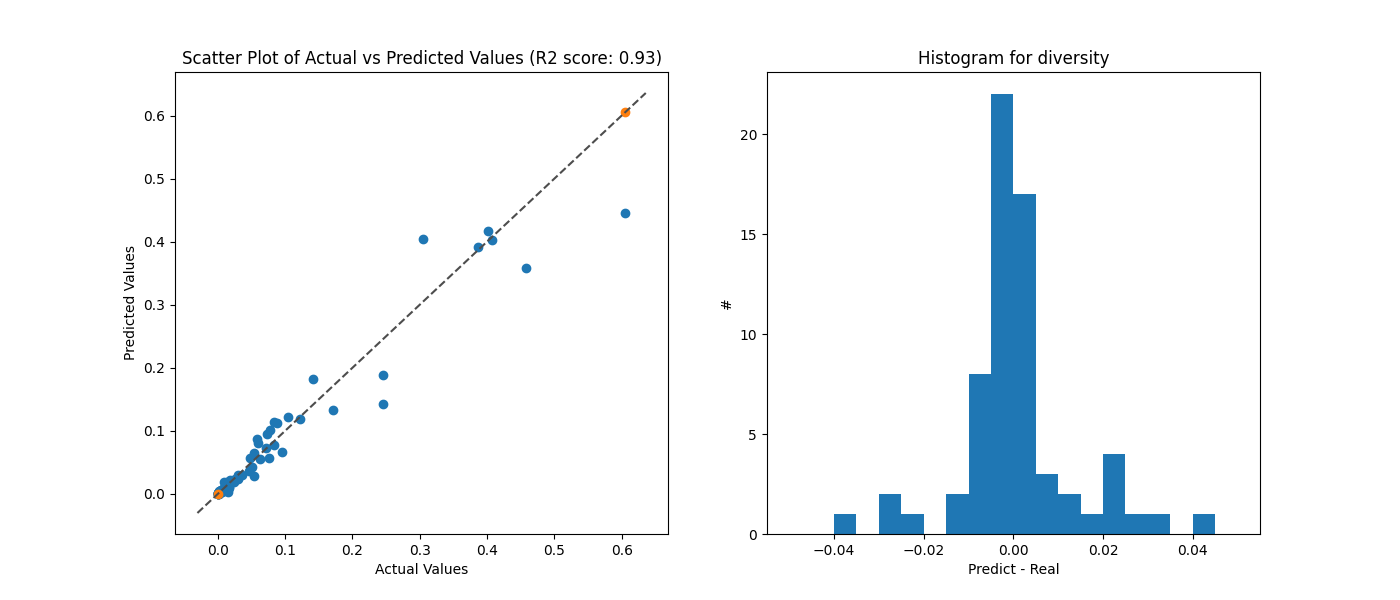 Scatter Plot of Actual vs Predicted Values (R2 score: 0.93)
Predicted Values
0.6
0.5
0.4
0.3
0.2
0.1
0.0
0.0 0.1 0.2 0.3 0.4 0.5 0.6
Actual Values
Histogram for diversity
#
20
15
10
5
0
−0.04 −0.02 0.00 0.02 0.04
Predict - Real